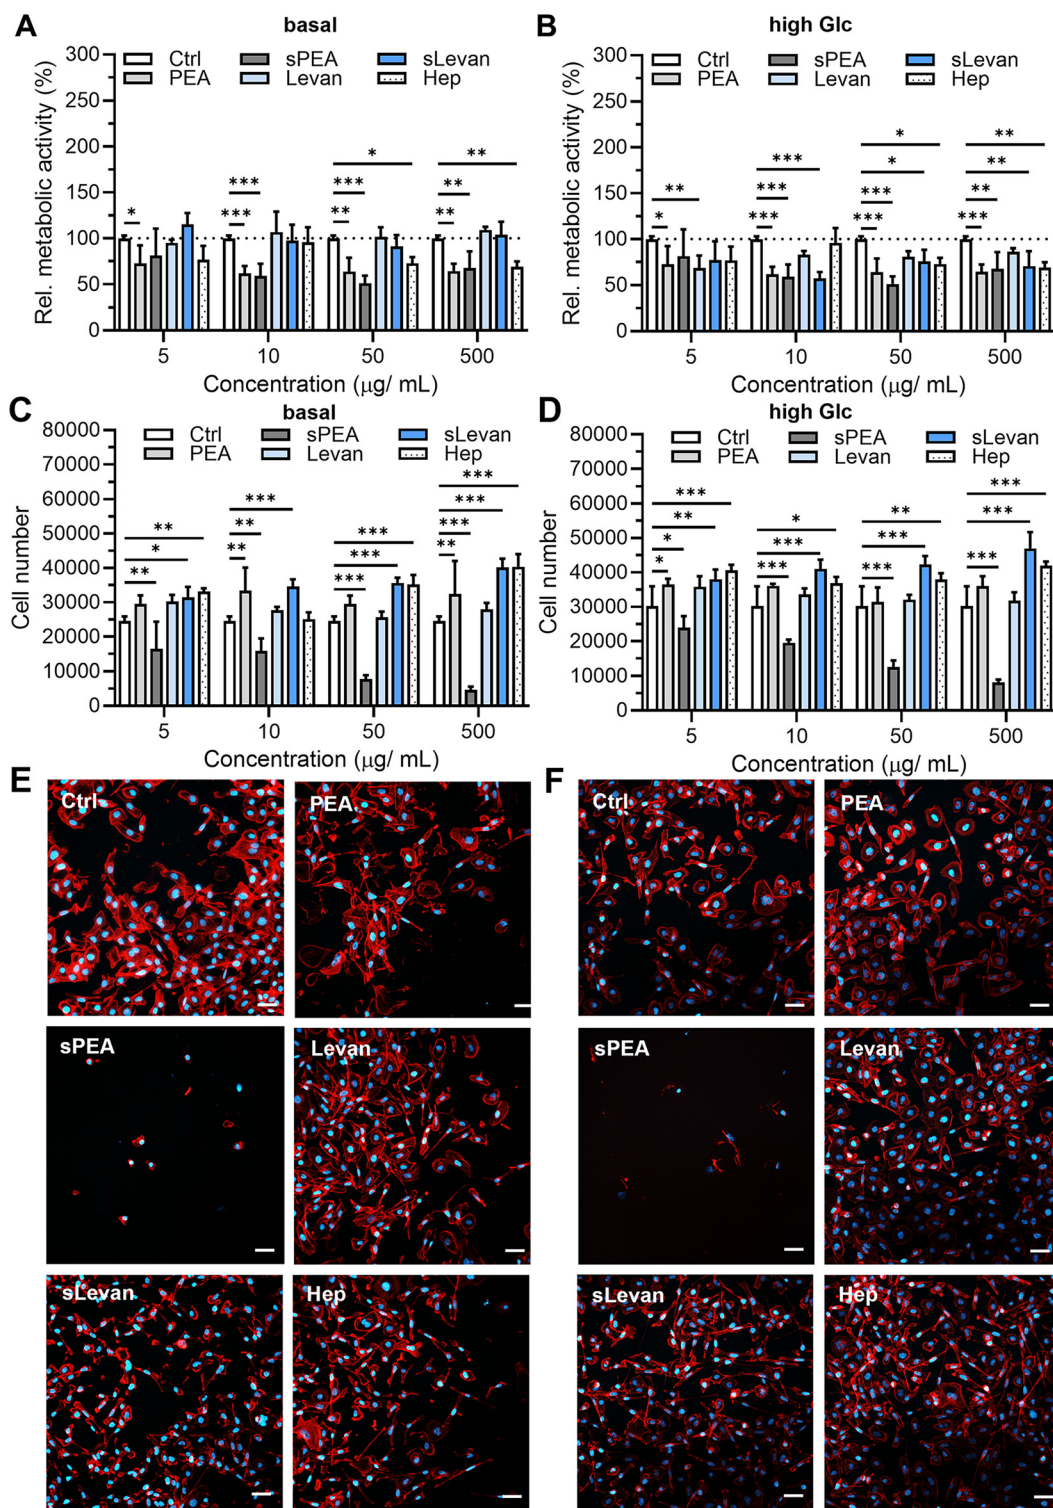 A
basal
Rel. metabolic activity (%)
300
250
200
150
100
50
0
Ctrl sPEA sLevan
PEA Levan Hep
* *** *** ** *** * ** ** **
5 10 50 500
Concentration (μg/ mL)
B
high Glc
Rel. metabolic activity (%)
300
250
200
150
100
50
0
Ctrl sPEA sLevan
PEA Levan Hep
* ** *** *** *** *** *** * * *** ** ** **
5 10 50 500
Concentration (μg/ mL)
C
basal
Cell number
80000
70000
60000
50000
40000
30000
20000
10000
0
Ctrl sPEA sLevan
PEA Levan Hep
** * ** ** ** *** *** *** *** ** *** *** ***
5 10 50 500
Concentration (μg/ mL)
D
high Glc
Cell number
80000
70000
60000
50000
40000
30000
20000
10000
0
Ctrl sPEA sLevan
PEA Levan Hep
* * ** *** *** *** * *** *** ** *** *** ***
5 10 50 500
Concentration (μg/ mL)
E
Ctrl
PEA
sPEA
Levan
sLevan
Hep
F
Ctrl
PEA
sPEA
Levan
sLevan
Hep